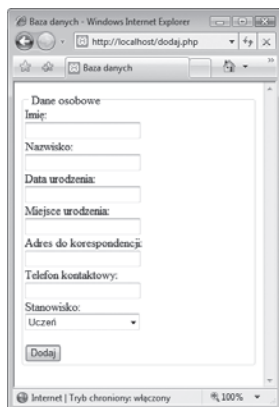 Baza danych - Windows Internet Explorer
http://localhost/dodaj.php
Baza danych
Dane osobowe
Imię:
Nazwisko:
Data urodzenia:
Miejsce urodzenia:
Adres do korespondencji:
Telefon kontaktowy:
Stanowisko:
Uczeń
Dodaj
Internet | Tryb chroniony: włączony
100%